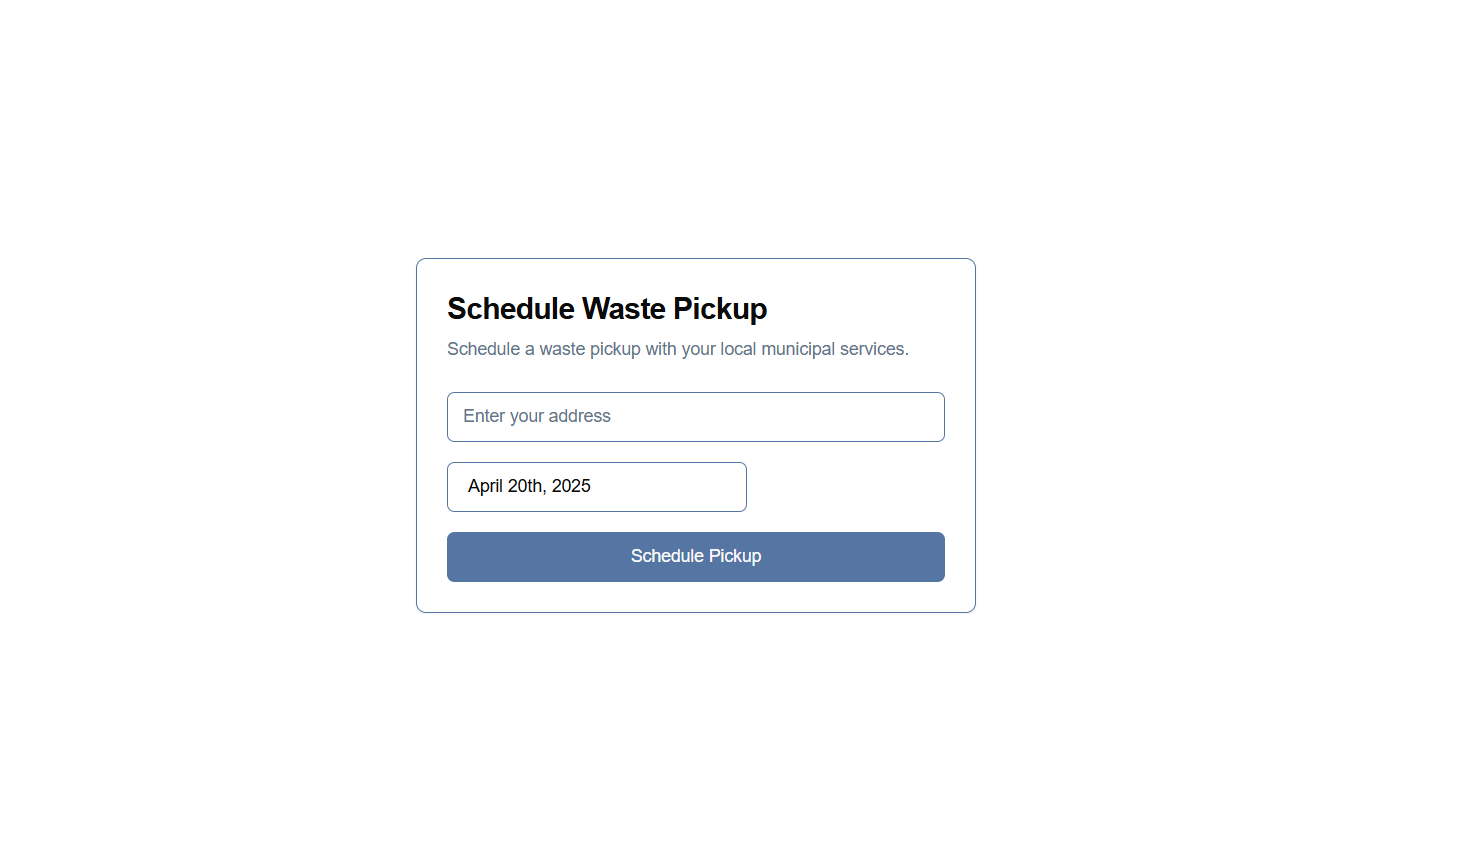 Schedule Waste Pickup
Schedule a waste pickup with your local municipal services.
Enter your address
April 20th, 2025
Schedule Pickup